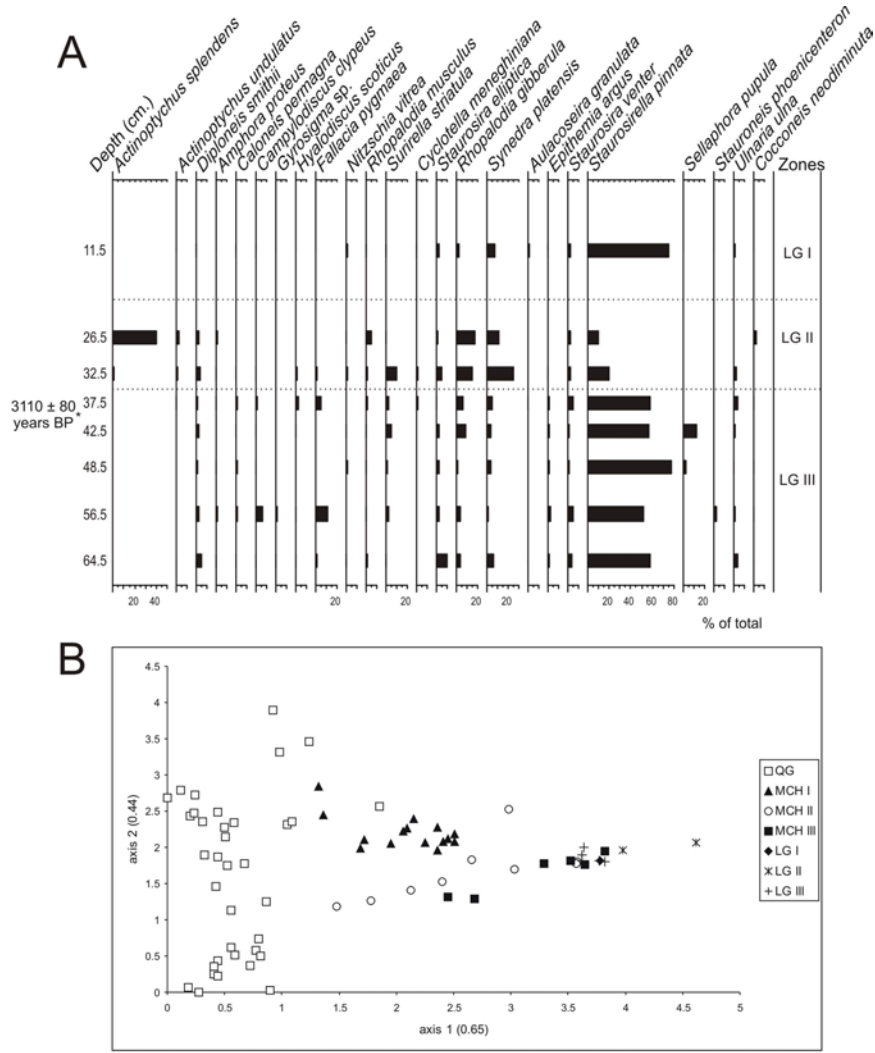 A
Depth (cm.)
Actinoptychus splendens
Actinoptychus undulatus
Diploneis smithii
Amphora proteus
Caloneis permagna
Campylodiscus clypeus
Gyrosigma sp.
Hyalodiscus scoticus
Fallacia pygmaea
Nitzschia vitrea
Rhopalodia musculus
Surirella striatula
Cyclotella meneghiniana
Staurosira elliptica
Rhopalodia gibberula
Synedra platensis
Aulacoseira granulata
Epithemia argus
Staurosira venter
Staurosirella pinnata
Sellaphora pupula
Stauroneis phoenicenteron
Ulnaria ulna
Cocconeis neodiminuta
Zones
11.5
LG I
26.5
LG II
32.5
37.5
3110 ± 80
years BP*
42.5
48.5
LG III
56.5
64.5
20 40 20 20 20 20 20 40 60 80 20
% of total
B
4.5
4
3.5
3
2.5
2
1.5
1
0.5
0
axis 2 (0.44)
0 0.5 1 1.5 2 2.5 3 3.5 4 4.5 5
axis 1 (0.65)
QG
MCH I
MCH II
MCH III
LG I
LG II
LG III